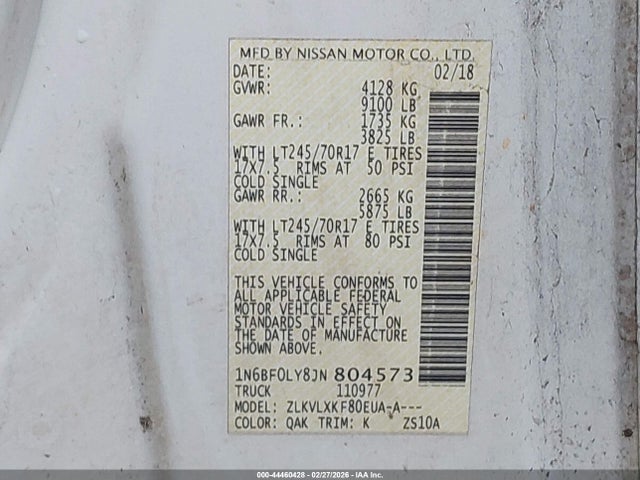 MFD BY NISSAN MOTOR CO., LTD.
DATE: 02/18
GVWR: 4128 KG
9100 LB
GAWR FR.: 1735 KG
3825 LB
WITH LT245/70R17 E TIRES
17X7.5 RIMS AT 50 PSI
COLD SINGLE
GAWR RR.: 2665 KG
5875 LB
WITH LT245/70R17 E TIRES
17X7.5 RIMS AT 80 PSI
COLD SINGLE
THIS VEHICLE CONFORMS TO
ALL APPLICABLE FEDERAL
MOTOR VEHICLE SAFETY
STANDARDS IN EFFECT ON
THE DATE OF MANUFACTURE
SHOWN ABOVE.
1N6BF0LY8JN 804573
TRUCK 110977
MODEL: ZLKVLXKF80EUA-A---
COLOR: QAK TRIM: K ZS10A
000-44460428 - 02/27/2026 - IAAI.com